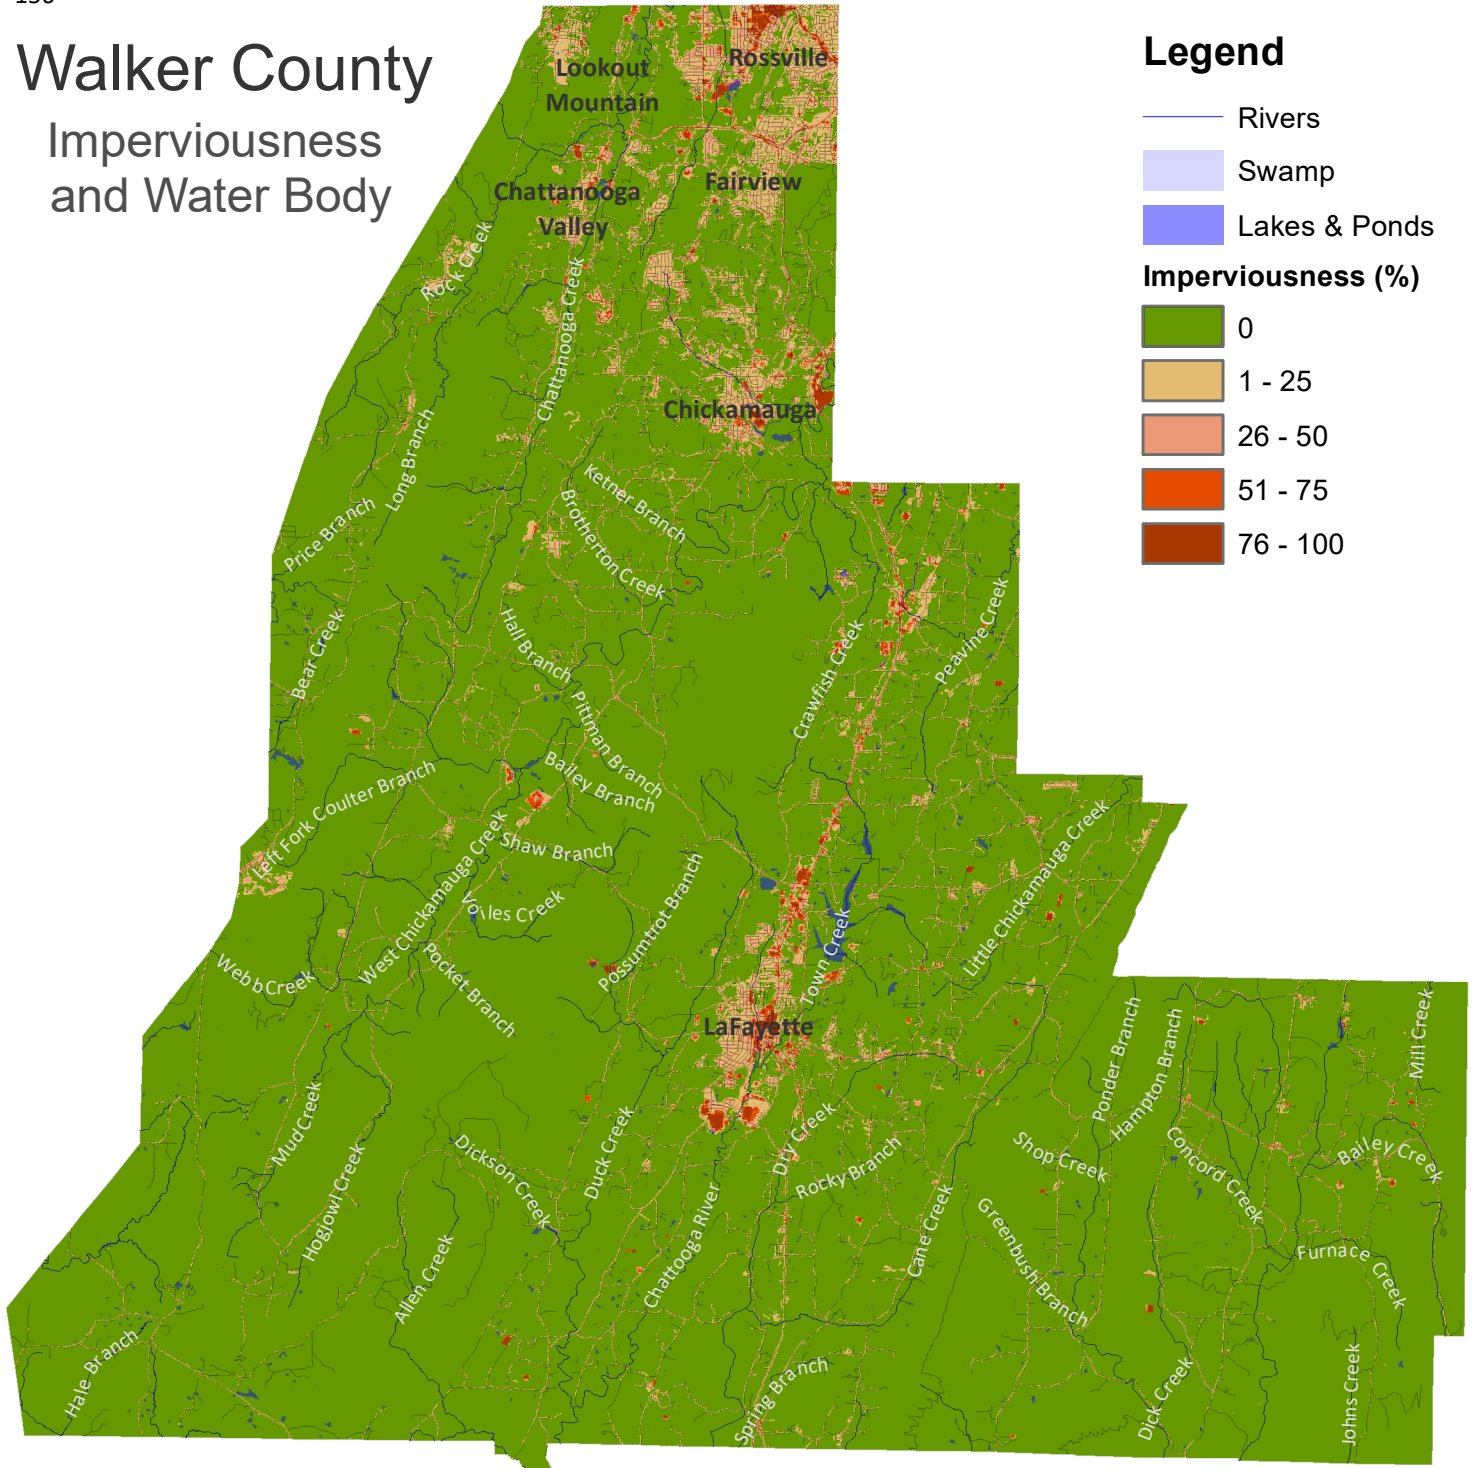 Walker County
Imperviousness
and Water Body
Legend
Rivers
Swamp
Lakes & Ponds
Imperviousness (%)
0
1 - 25
26 - 50
51 - 75
76 - 100
Lookout
Mountain
Rossville
Chattanooga
Valley
Fairview
Rock Creek
Chattanooga Creek
Chickamauga
Long Branch
Price Branch
Ketner Branch
Brotherton Creek
Bear Creek
Hall Branch
Pittman Branch
Crawfish Creek
Peavine Creek
Left Fork Coulter Branch
Bailey Branch
Shaw Branch
West Chickamauga Creek
Voiles Creek
Possumtrot Branch
Little Chickamauga Creek
Webb Creek
Pocket Branch
Town Creek
LaFayette
Ponder Branch
Hampton Branch
Mill Creek
Mud Creek
Hogjowl Creek
Dickson Creek
Duck Creek
Dry Creek
Rocky Branch
Shop Creek
Concord Creek
Bailey Creek
Allen Creek
Chattooga River
Cane Creek
Greenbush Branch
Furnace Creek
Hale Branch
Spring Branch
Dick Creek
Johns Creek